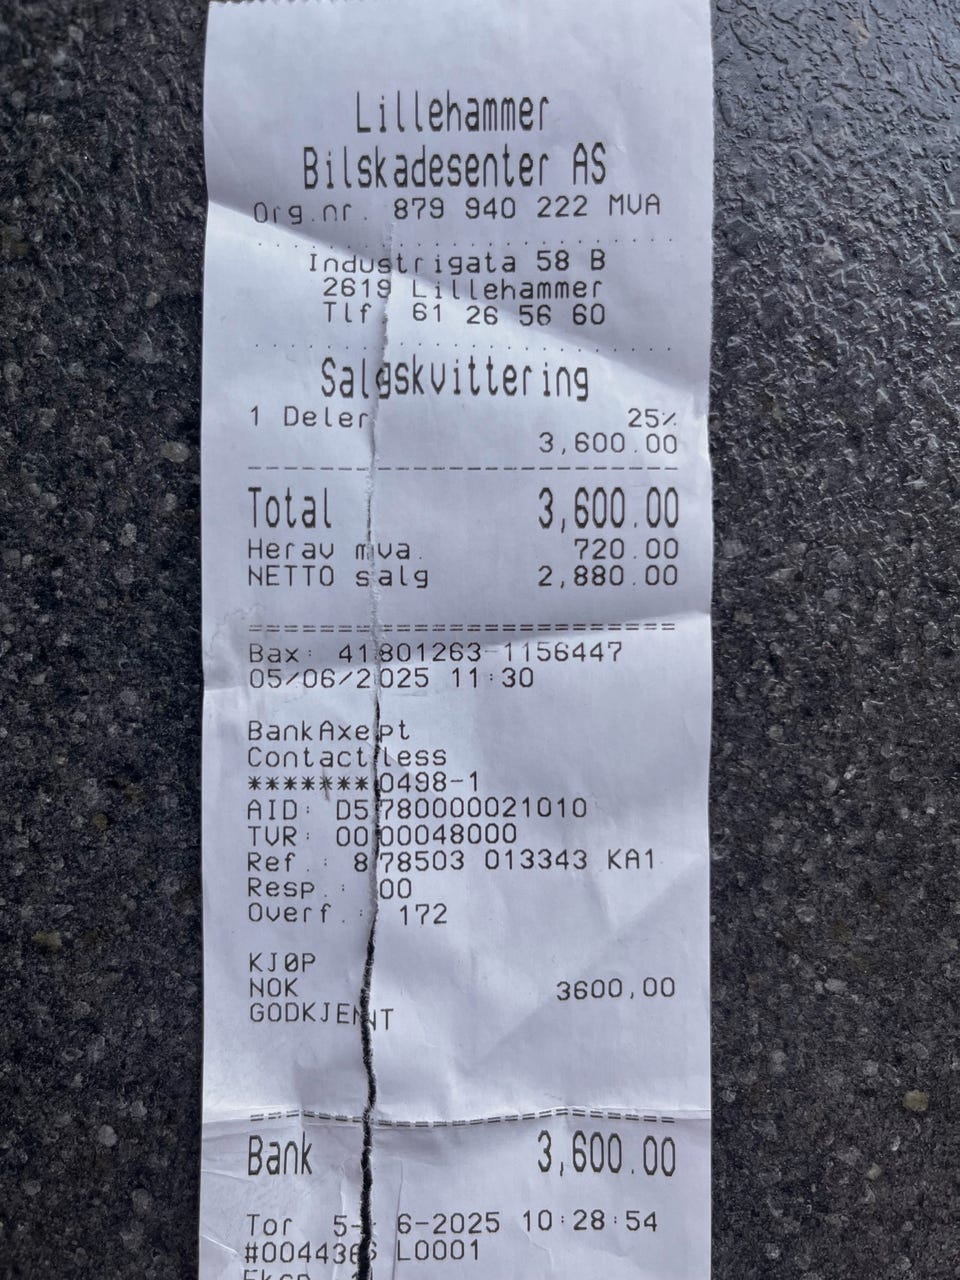 Lillehammer
Bilskadesenter AS
Org.nr. 879 940 222 MVA
Industrigata 58 B
2619 Lillehammer
Tlf 61 26 56 60
Salgskvittering
1 Deler 25%
3,600.00
Total 3,600.00
Herav mva. 720.00
NETTO salg 2,880.00
Bax: 41801263-1156447
05/06/2025 11:30
BankAxept
Contactless
*******0498-1
AID: D5780000021010
TVR: 0000048000
Ref.: 878503 013343 KA1
Resp.: 00
Overf.: 172
KJØP
NOK 3600,00
GODKJENNT
Bank 3,600.00
Tor 5- 6-2025 10:28:54
#0044366 L0001